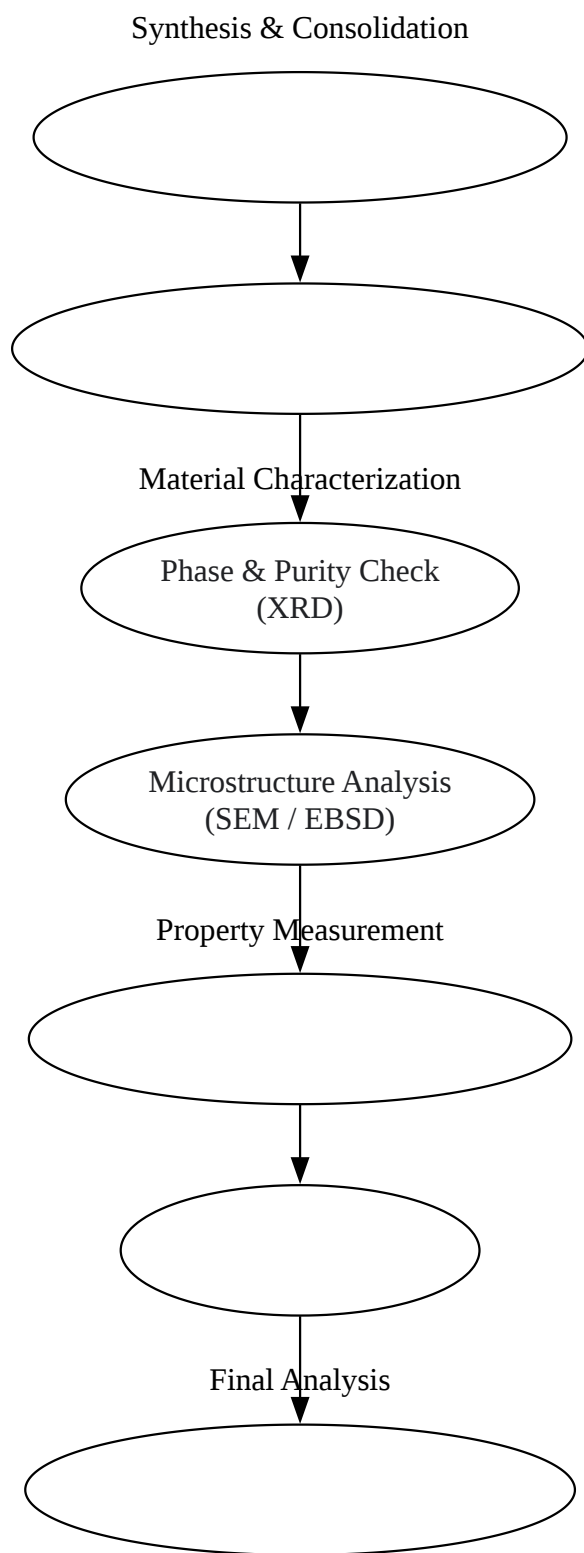 Synthesis & Consolidation
Material Characterization
Phase & Purity Check
(XRD)
Microstructure Analysis
(SEM / EBSD)
Property Measurement
Final Analysis